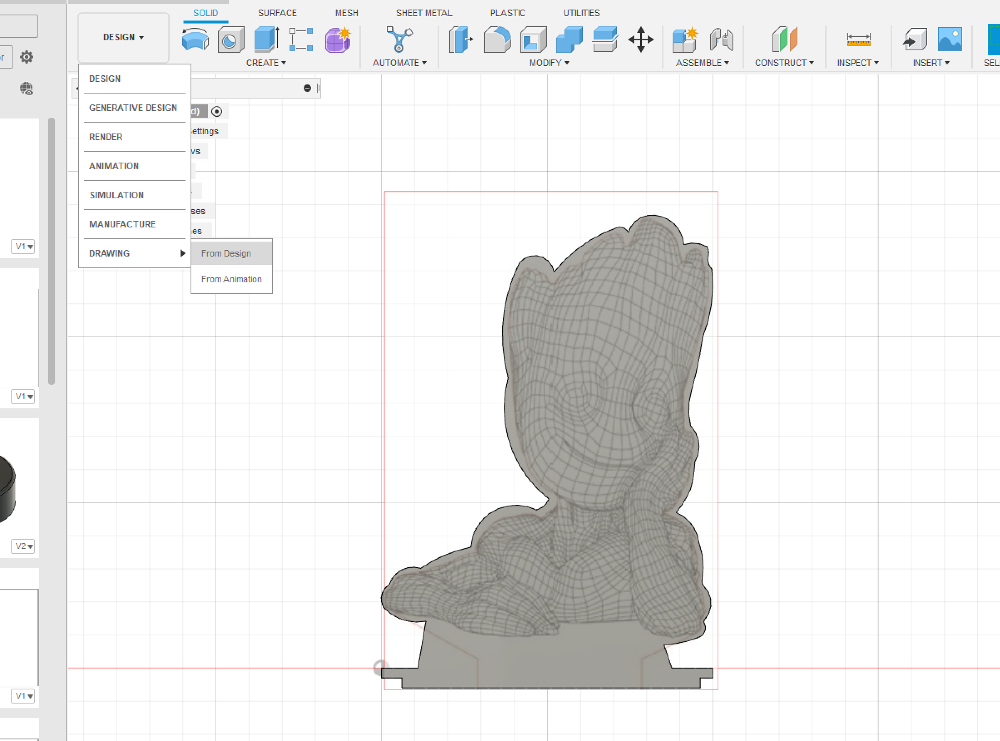 SOLID SURFACE MESH SHEET METAL PLASTIC UTILITIES
DESIGN
CREATE AUTOMATE MODIFY ASSEMBLE CONSTRUCT INSPECT INSERT SEL
DESIGN
GENERATIVE DESIGN
RENDER
ANIMATION
SIMULATION
MANUFACTURE
DRAWING
From Design
From Animation
d)
ettings
ws
ses
es
r
V1
V1
V2
V1